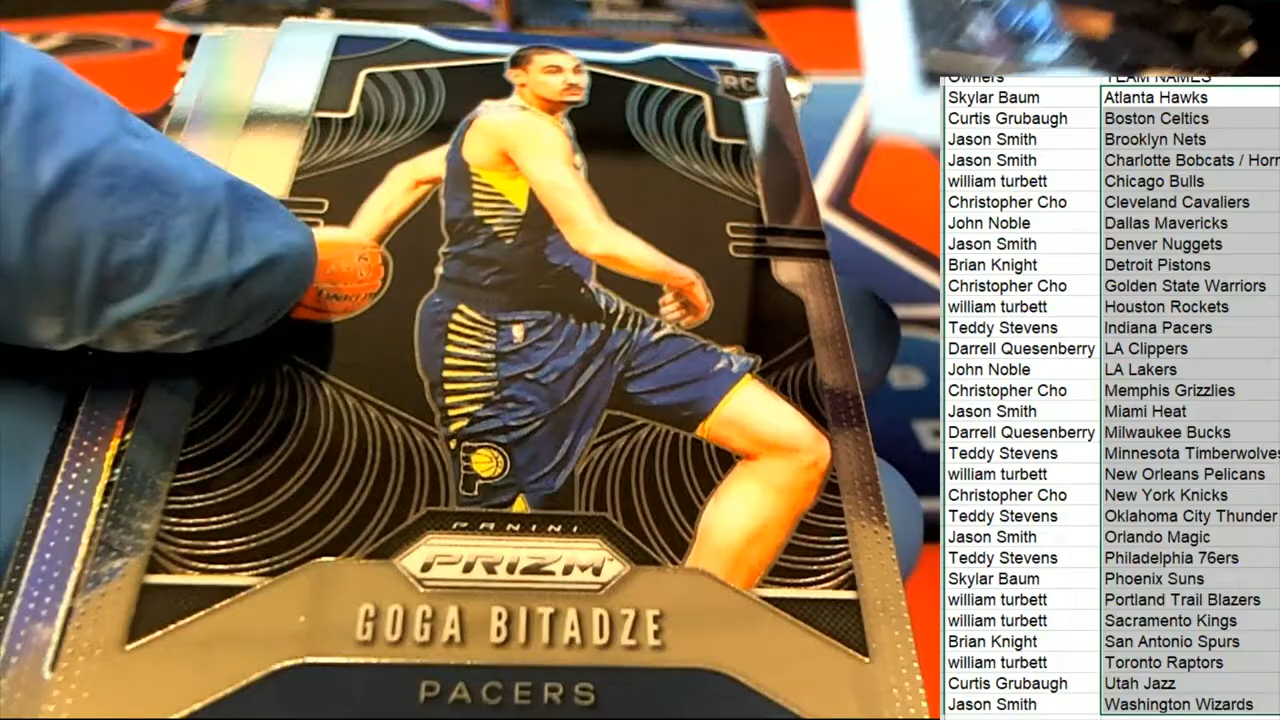 RC
PANINI
PRIZM
GOGA BITADZE
PACERS
Owners TEAM NAMES
Skylar Baum Atlanta Hawks
Curtis Grubaugh Boston Celtics
Jason Smith Brooklyn Nets
Jason Smith Charlotte Bobcats / Horn
william turbett Chicago Bulls
Christopher Cho Cleveland Cavaliers
John Noble Dallas Mavericks
Jason Smith Denver Nuggets
Brian Knight Detroit Pistons
Christopher Cho Golden State Warriors
william turbett Houston Rockets
Teddy Stevens Indiana Pacers
Darrell Quesenberry LA Clippers
John Noble LA Lakers
Christopher Cho Memphis Grizzlies
Jason Smith Miami Heat
Darrell Quesenberry Milwaukee Bucks
Teddy Stevens Minnesota Timberwolves
william turbett New Orleans Pelicans
Christopher Cho New York Knicks
Teddy Stevens Oklahoma City Thunder
Jason Smith Orlando Magic
Teddy Stevens Philadelphia 76ers
Skylar Baum Phoenix Suns
william turbett Portland Trail Blazers
william turbett Sacramento Kings
Brian Knight San Antonio Spurs
william turbett Toronto Raptors
Curtis Grubaugh Utah Jazz
Jason Smith Washington Wizards